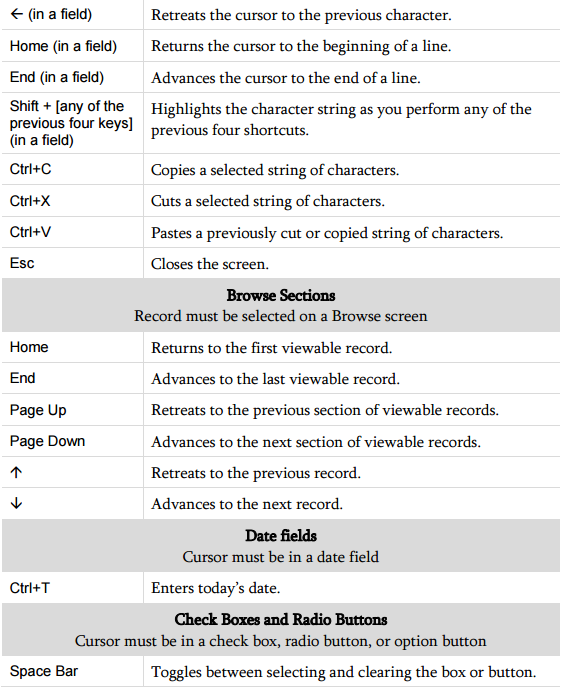 ← (in a field) Retreats the cursor to the previous character.
Home (in a field) Returns the cursor to the beginning of a line.
End (in a field) Advances the cursor to the end of a line.
Shift + [any of the
previous four keys]
(in a field)
Highlights the character string as you perform any of the
previous four shortcuts.
Ctrl+C Copies a selected string of characters.
Ctrl+X Cuts a selected string of characters.
Ctrl+V Pastes a previously cut or copied string of characters.
Esc Closes the screen.
Browse Sections
Record must be selected on a Browse screen
Home Returns to the first viewable record.
End Advances to the last viewable record.
Page Up Retreats to the previous section of viewable records.
Page Down Advances to the next section of viewable records.
↑ Retreats to the previous record.
↓ Advances to the next record.
Date fields
Cursor must be in a date field
Ctrl+T Enters today's date.
Check Boxes and Radio Buttons
Cursor must be in a check box, radio button, or option button
Space Bar Toggles between selecting and clearing the box or button.